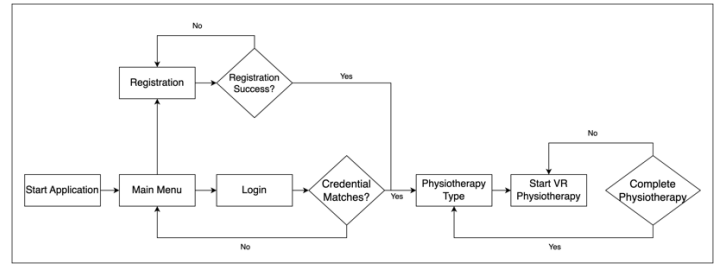 No
Registration
Registration
Success?
Yes
No
Start Application
Main Menu
Login
Credential
Matches?
Yes
Physiotherapy
Type
Start VR
Physiotherapy
Complete
Physiotherapy
No
Yes